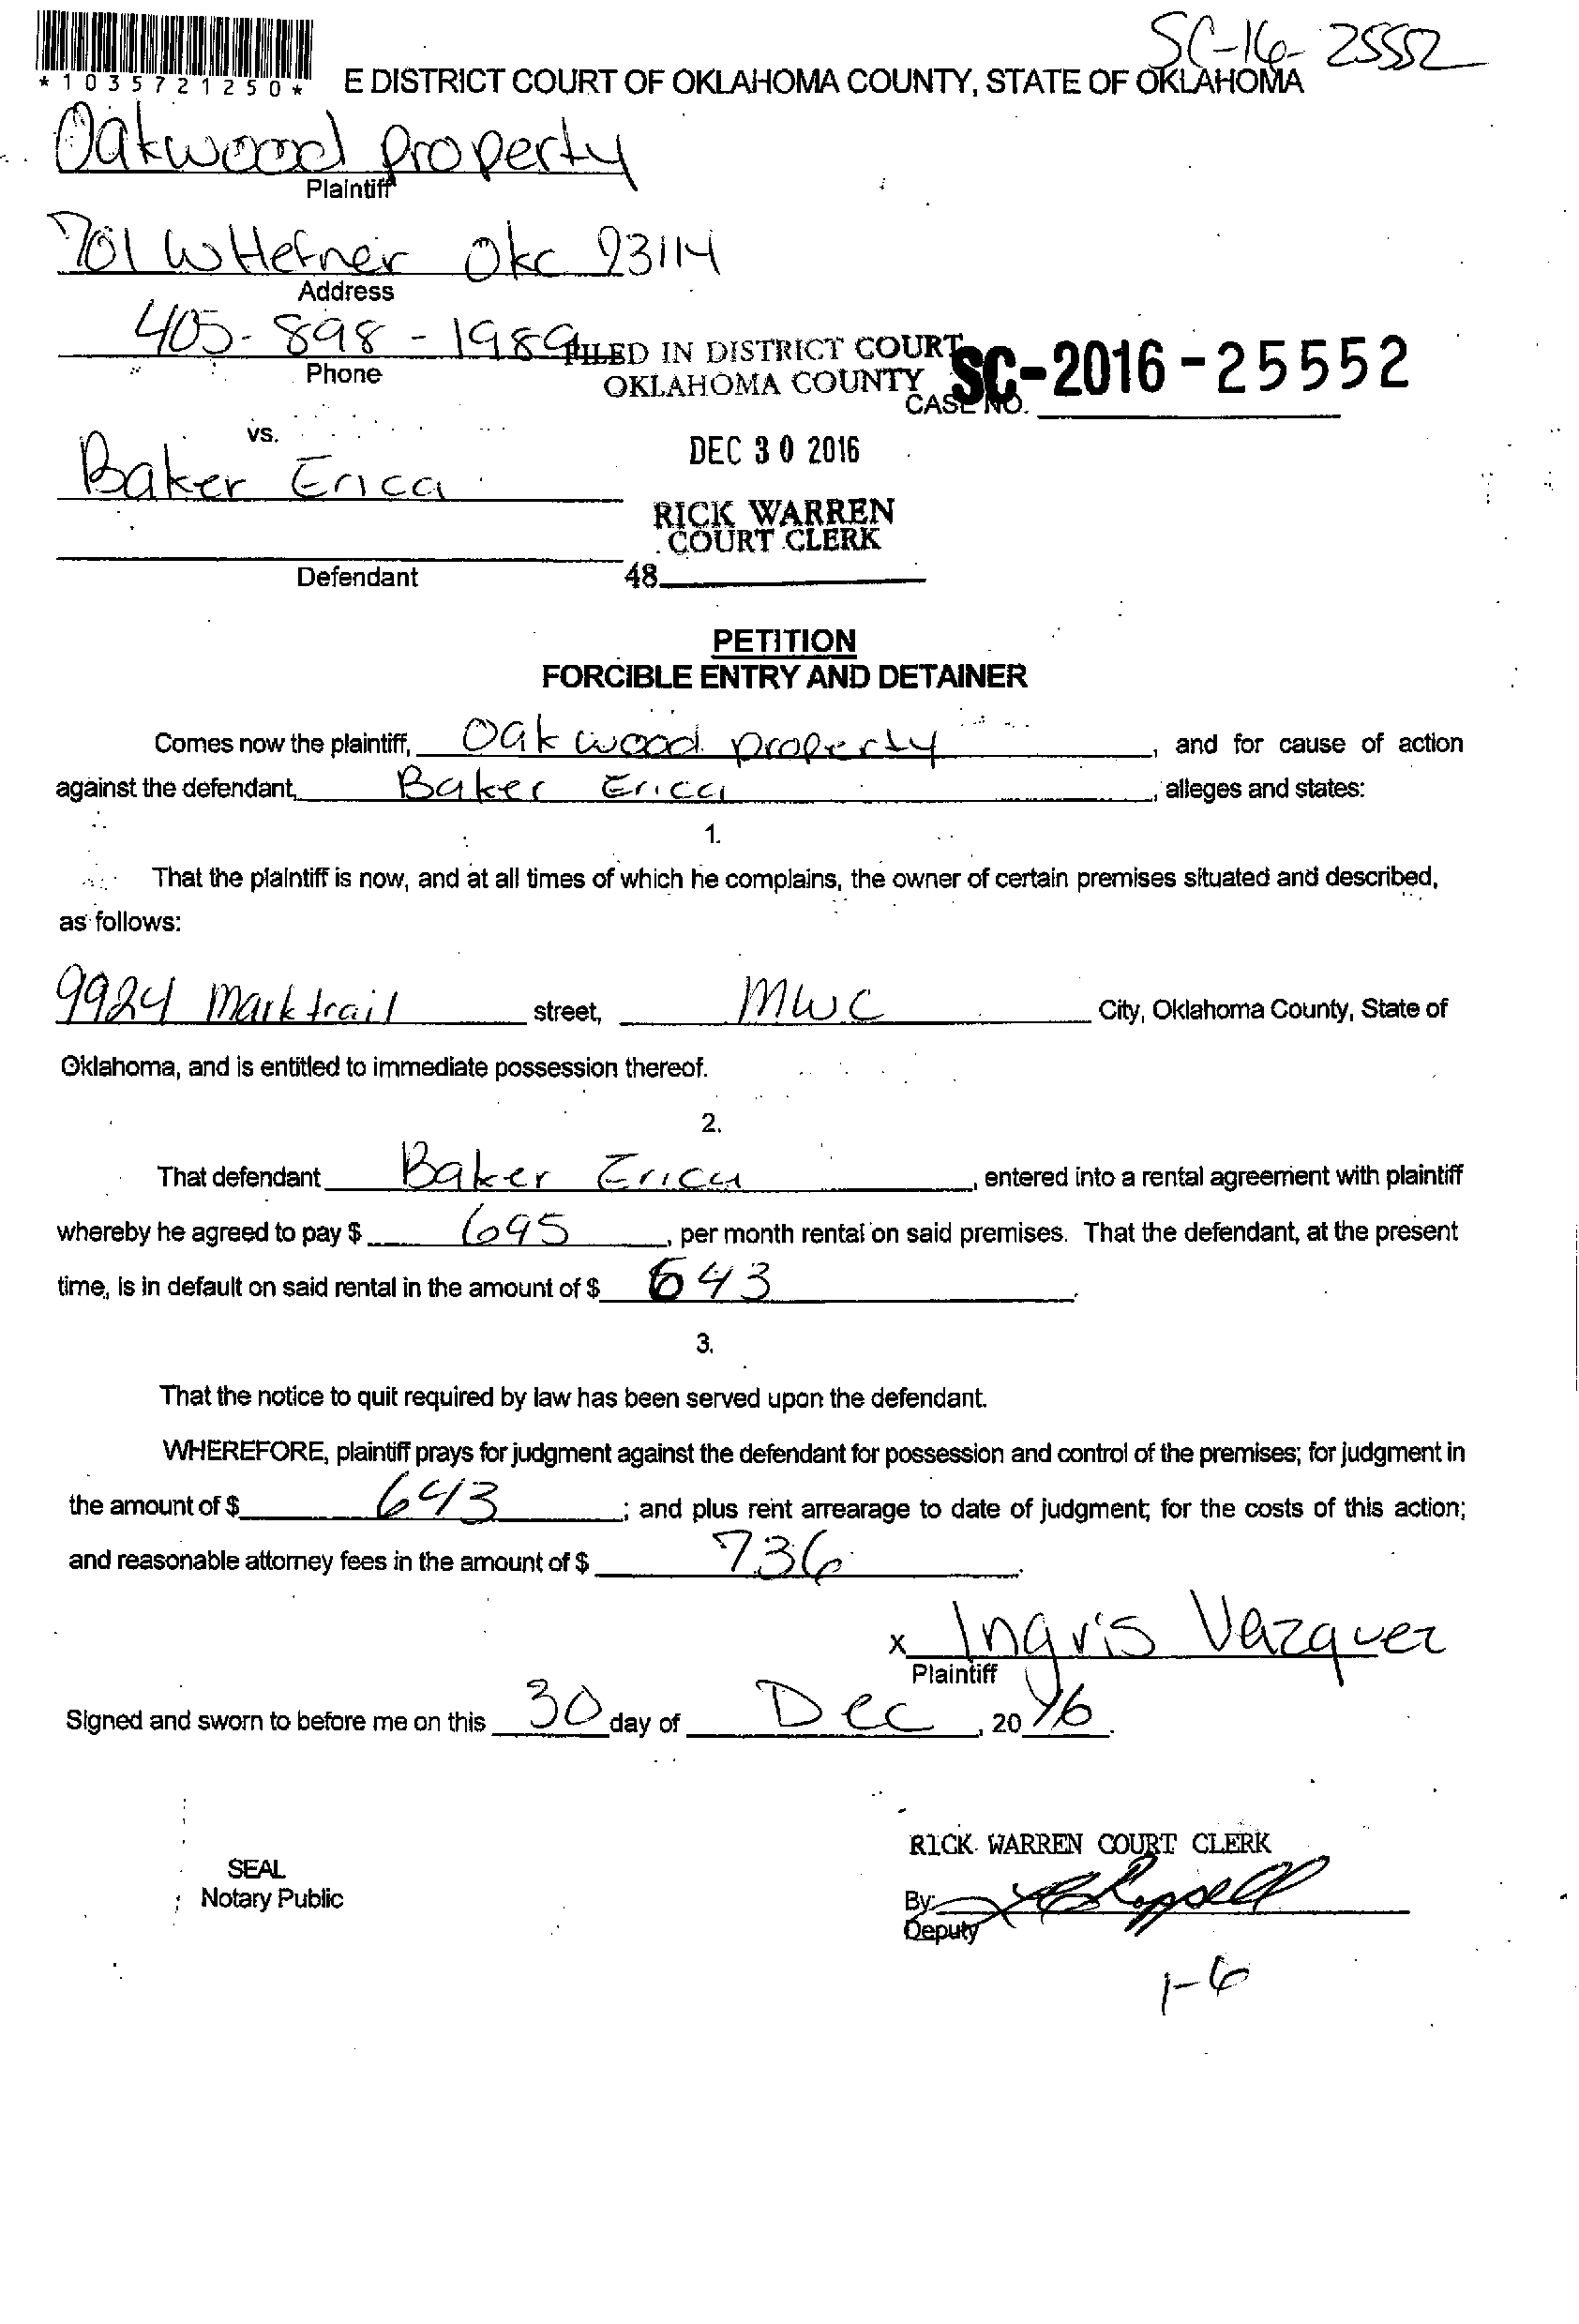 SC-16-25552
*1035721250*
E DISTRICT COURT OF OKLAHOMA COUNTY, STATE OF OKLAHOMA
Oakwood property
Plaintiff
701 W Hefner Okc 73114
Address
405-898-1989
Phone
FILED IN DISTRICT COURT
OKLAHOMA COUNTY
CASE NO. SC-2016-25552
vs.
DEC 30 2016
Baker Erica
RICK WARREN
COURT CLERK
Defendant
48
PETITION
FORCIBLE ENTRY AND DETAINER
Comes now the plaintiff, Oakwood property, and for cause of action
against the defendant, Baker Erica, alleges and states:
1.
That the plaintiff is now, and at all times of which he complains, the owner of certain premises situated and described,
as follows:
9924 Mark trail street, MWC City, Oklahoma County, State of
Oklahoma, and is entitled to immediate possession thereof.
2.
That defendant Baker Erica, entered into a rental agreement with plaintiff
whereby he agreed to pay $ 695, per month rental on said premises. That the defendant, at the present
time, is in default on said rental in the amount of $ 643.
3.
That the notice to quit required by law has been served upon the defendant.
WHEREFORE, plaintiff prays for judgment against the defendant for possession and control of the premises; for judgment in
the amount of $ 643; and plus rent arrearage to date of judgment; for the costs of this action;
and reasonable attorney fees in the amount of $ 736.
x Ingris Vazquez
Plaintiff
Signed and sworn to before me on this 30 day of Dec, 2016.
RICK WARREN COURT CLERK
SEAL
Notary Public
By:
Deputy
1-6